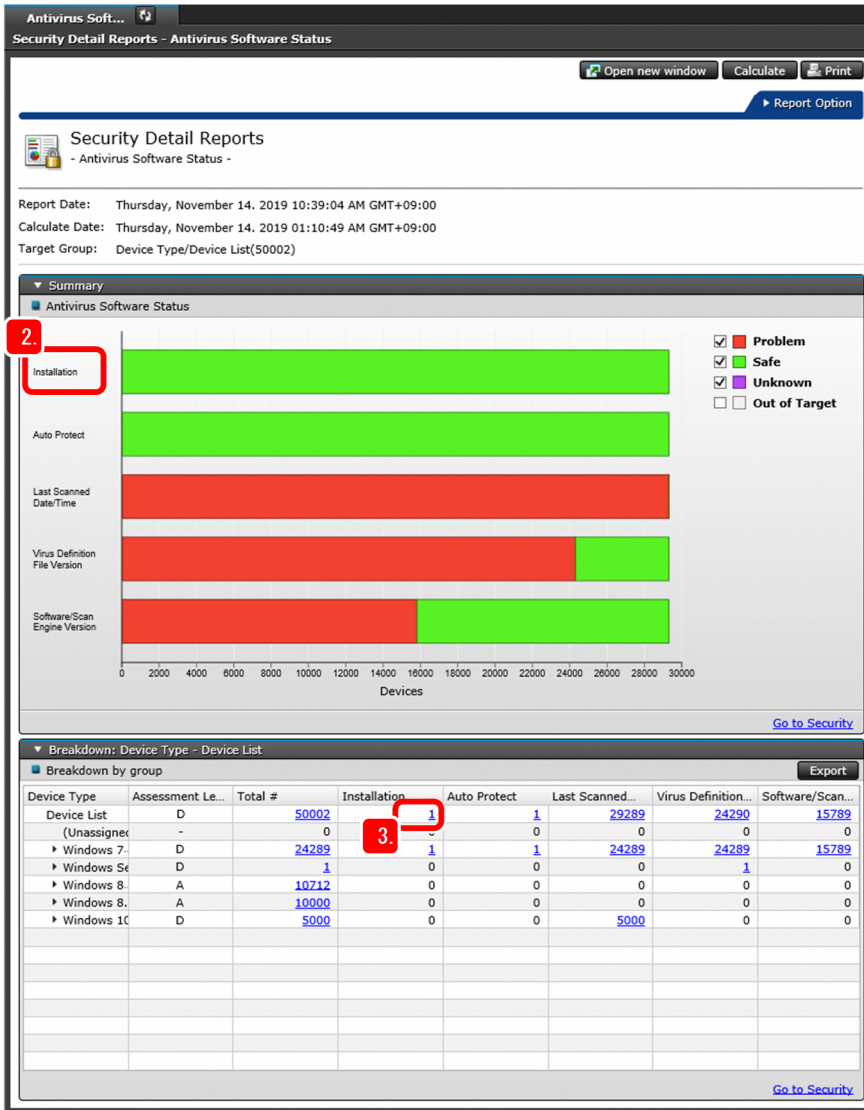 Antivirus Soft...
Security Detail Reports - Antivirus Software Status
Open new window Calculate Print
Report Option
Security Detail Reports
- Antivirus Software Status -
Report Date: Thursday, November 14. 2019 10:39:04 AM GMT+09:00
Calculate Date: Thursday, November 14. 2019 01:10:49 AM GMT+09:00
Target Group: Device Type/Device List(50002)
Summary
Antivirus Software Status
2.
Installation
Auto Protect
Last Scanned
Date/Time
Virus Definition
File Version
Software/Scan
Engine Version
0 2000 4000 6000 8000 10000 12000 14000 16000 18000 20000 22000 24000 26000 28000 30000
Devices
Problem
Safe
Unknown
Out of Target
Go to Security
Breakdown: Device Type - Device List
Breakdown by group Export
Device Type Assessment Le... Total # Installation Auto Protect Last Scanned... Virus Definition... Software/Scan...
Device List D 50002 1 1 29289 24290 15789
3.
(Unassigned - 0 0 0 0 0
Windows 7- D 24289 1 1 24289 24289 15789
Windows Se D 1 0 0 0 1 0
Windows 8. A 10712 0 0 0 0 0
Windows 8. A 10000 0 0 0 0 0
Windows 10 D 5000 0 0 5000 0 0
Go to Security